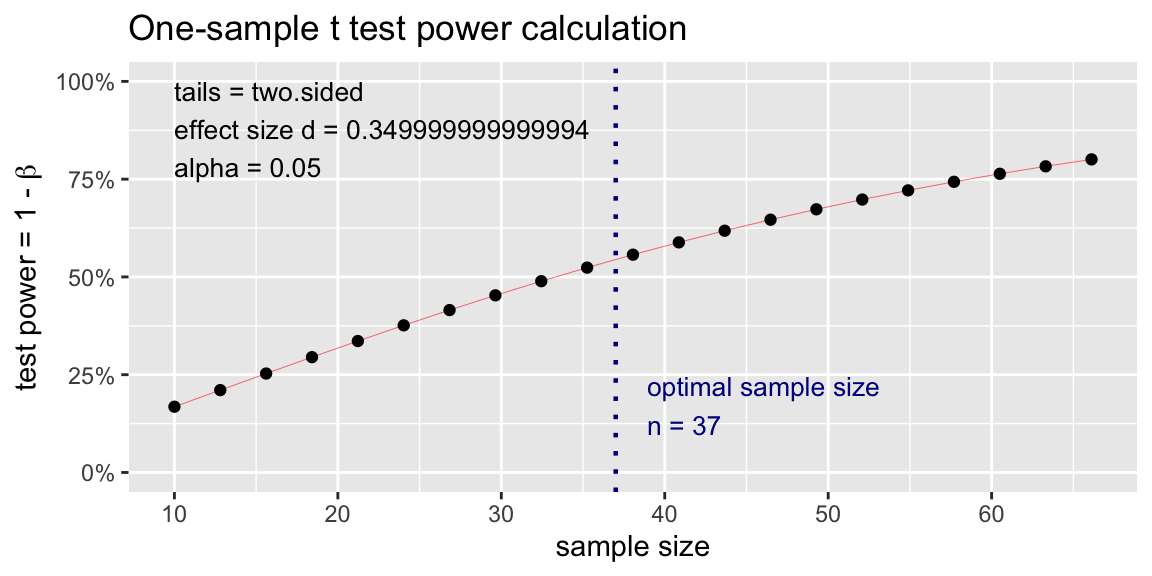 One-sample t test power calculation
100%
75%
50%
25%
0%
test power = 1 - β
tails = two.sided
effect size d = 0.349999999999994
alpha = 0.05
optimal sample size
n = 37
10 20 30 40 50 60
sample size